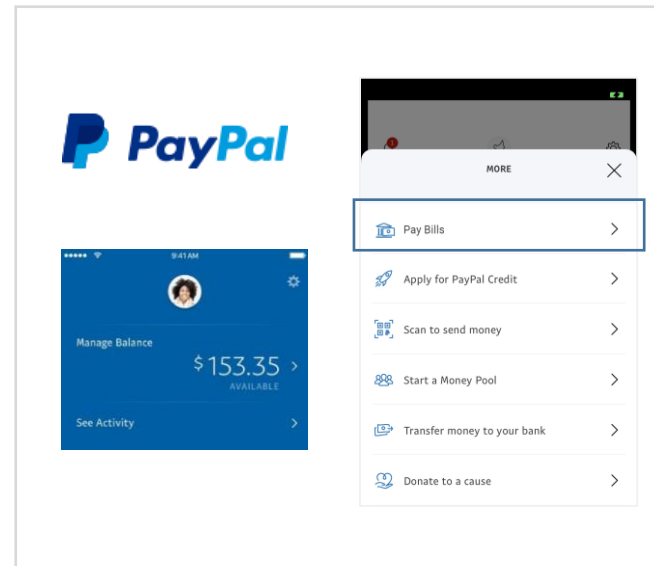 PayPal
9:41 AM
Manage Balance
$153.35
AVAILABLE
See Activity
1
MORE
Pay Bills
Apply for PayPal Credit
Scan to send money
Start a Money Pool
Transfer money to your bank
Donate to a cause